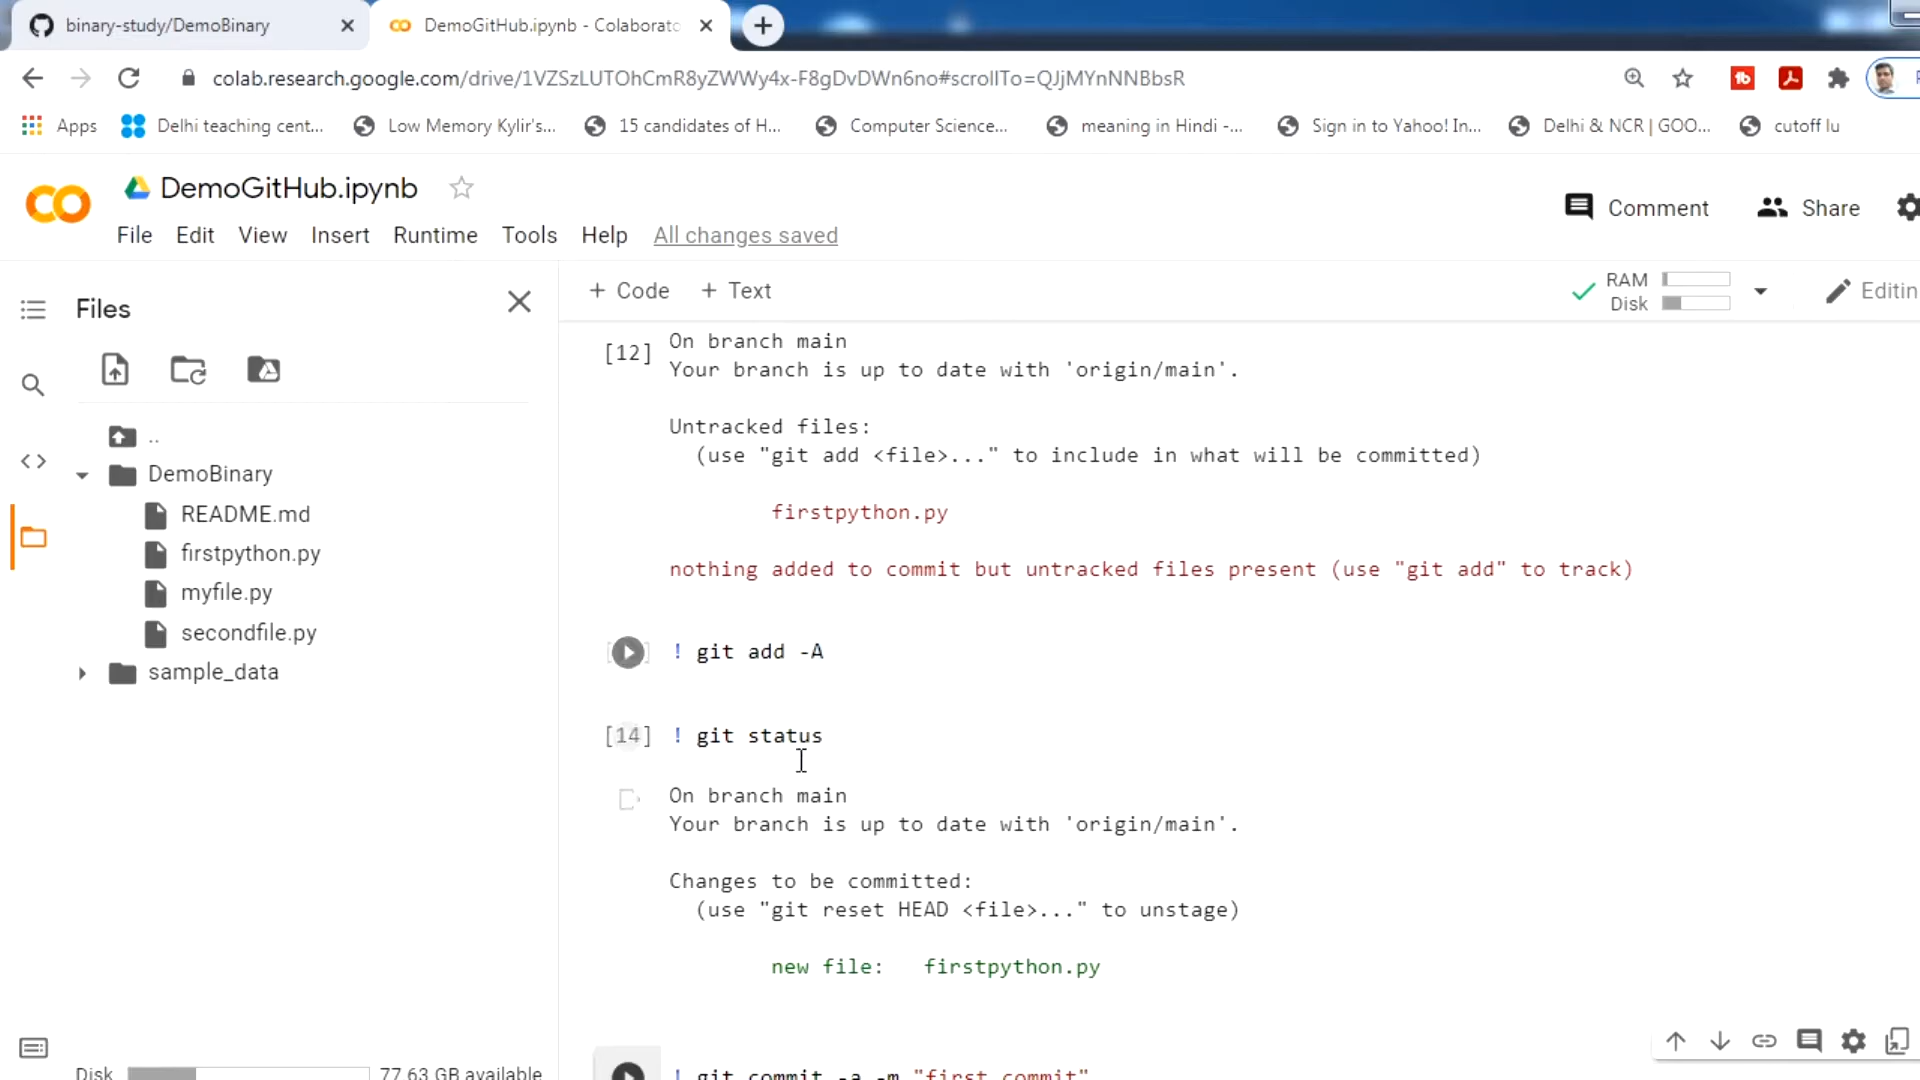 binary-study/DemoBinary
DemoGitHub.ipynb - Colaborato
colab.research.google.com/drive/1VZSzLUTOhCmR8yZWWy4x-F8gDvDWn6no#scrollTo=QJjMYnNNBbsR
Apps
Delhi teaching cent...
Low Memory Kylir's...
15 candidates of H...
Computer Science...
meaning in Hindi -...
Sign in to Yahoo! In...
Delhi & NCR | GOO...
cutoff lu
DemoGitHub.ipynb
Comment
Share
File Edit View Insert Runtime Tools Help All changes saved
Files
+ Code + Text
RAM
Disk
Editin
..
DemoBinary
README.md
firstpython.py
myfile.py
secondfile.py
sample_data
Disk
77.63 GB available
[12] On branch main
Your branch is up to date with 'origin/main'.
Untracked files:
(use "git add <file>..." to include in what will be committed)
firstpython.py
nothing added to commit but untracked files present (use "git add" to track)
! git add -A
[14] ! git status
On branch main
Your branch is up to date with 'origin/main'.
Changes to be committed:
(use "git reset HEAD <file>..." to unstage)
new file: firstpython.py
! git commit -a -m "first commit"